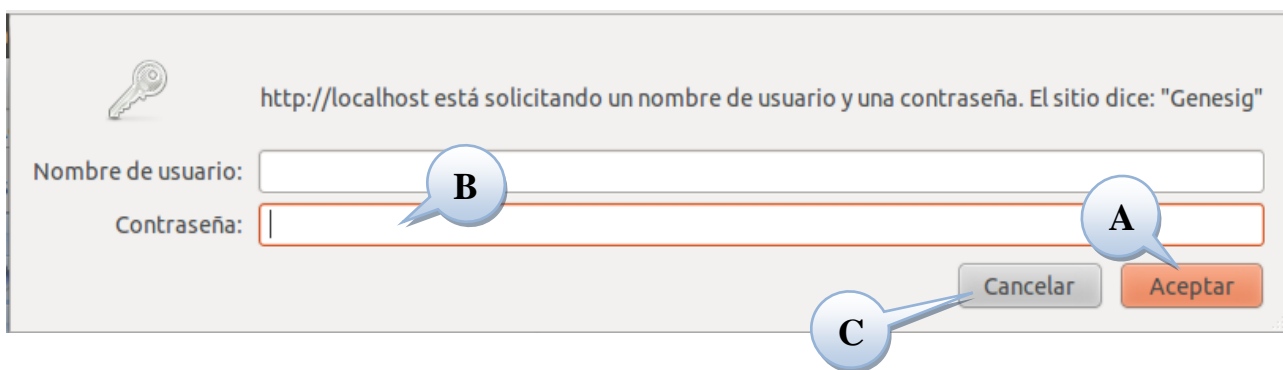 http://localhost está solicitando un nombre de usuario y una contraseña. El sitio dice: "Genesig"
Nombre de usuario:
B
Contraseña:
A
Cancelar
Aceptar
C